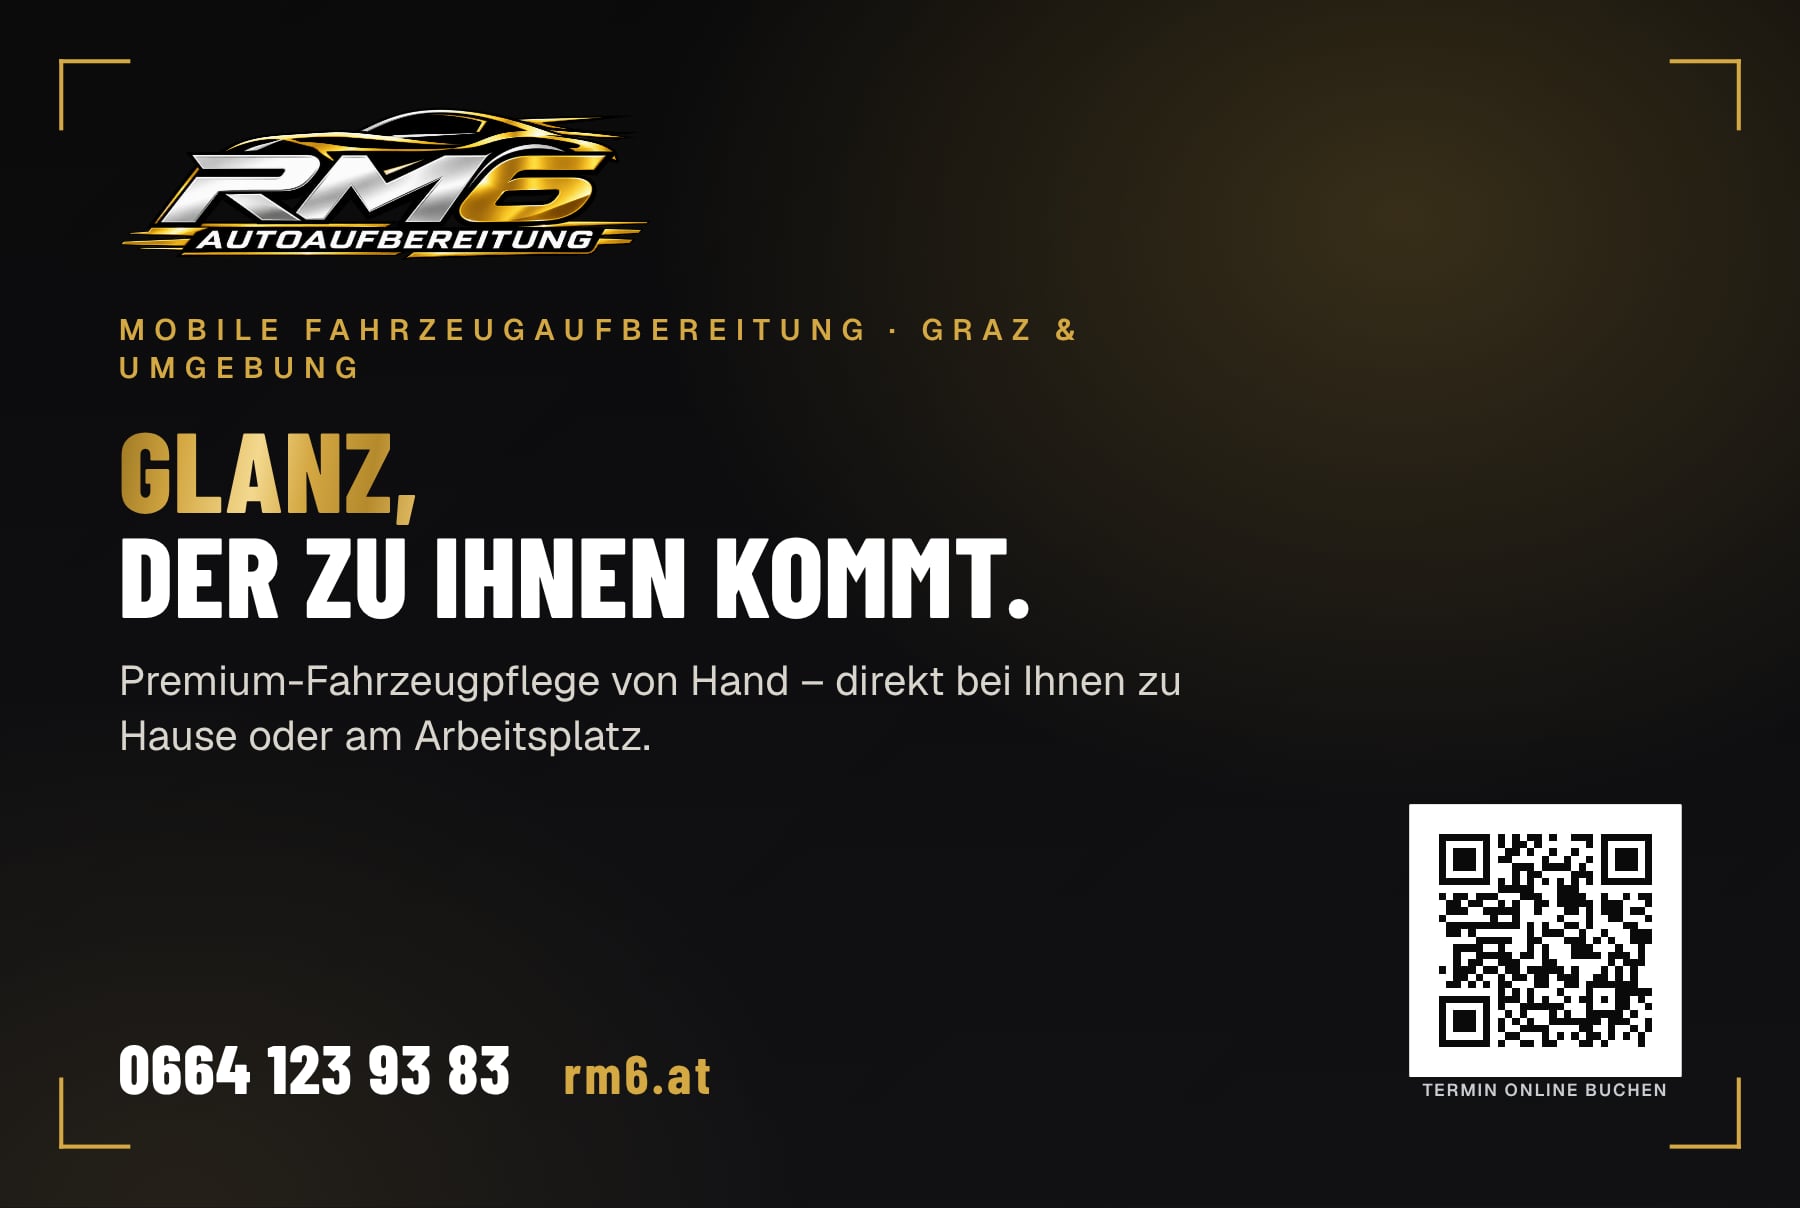 RM6
AUTOAUFBEREITUNG
MOBILE FAHRZEUGAUFBEREITUNG · GRAZ &
UMGEBUNG
GLANZ,
DER ZU IHNEN KOMMT.
Premium-Fahrzeugpflege von Hand – direkt bei Ihnen zu
Hause oder am Arbeitsplatz.
0664 123 93 83 rm6.at
TERMIN ONLINE BUCHEN